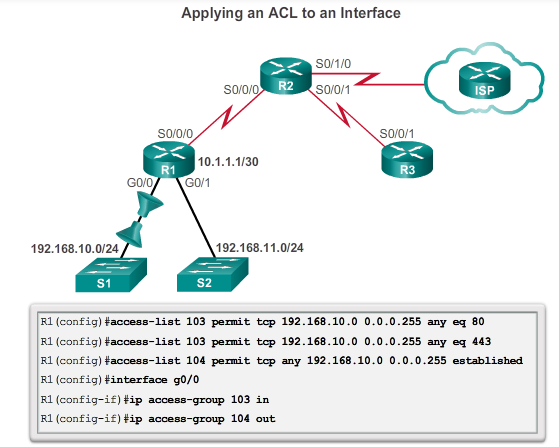 Applying an ACL to an Interface
S0/1/0
R2
ISP
S0/0/0
S0/0/1
S0/0/0
S0/0/1
10.1.1.1/30
R1
R3
G0/0
G0/1
192.168.10.0/24
192.168.11.0/24
S1
S2
R1(config)#access-list 103 permit tcp 192.168.10.0 0.0.0.255 any eq 80
R1(config)#access-list 103 permit tcp 192.168.10.0 0.0.0.255 any eq 443
R1(config)#access-list 104 permit tcp any 192.168.10.0 0.0.0.255 established
R1(config)#interface g0/0
R1(config-if)#ip access-group 103 in
R1(config-if)#ip access-group 104 out